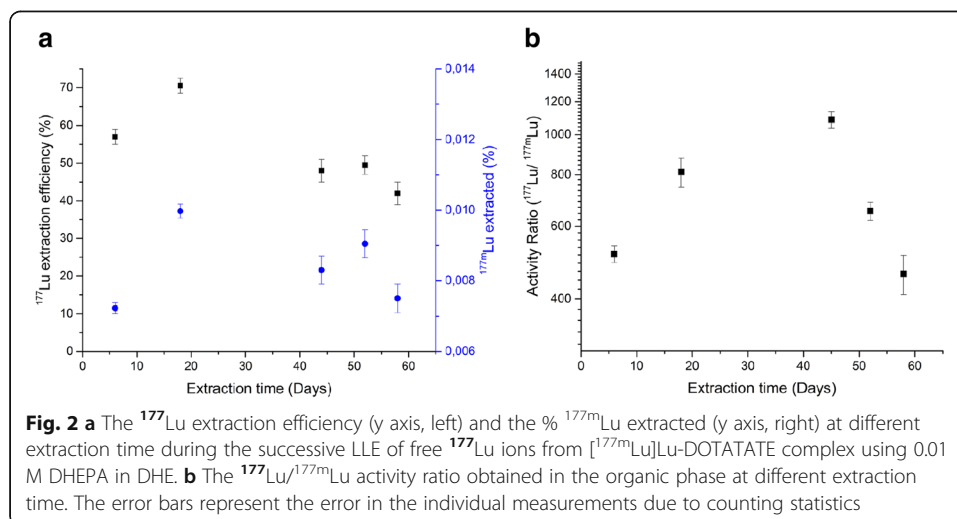 a
b
¹⁷⁷Lu extraction efficiency (%)
70
60
50
40
30
20
10
0
0,014
0,012
0,010
0,008
0,006
¹⁷⁷ᵐLu extracted (%)
0 10 20 30 40 50 60
Extraction time (Days)
Activity Ratio (¹⁷⁷Lu/ ¹⁷⁷ᵐLu)
1400
1200
1000
800
600
400
0 10 20 30 40 50 60
Extraction time (Days)
Fig. 2 a The ¹⁷⁷Lu extraction efficiency (y axis, left) and the % ¹⁷⁷ᵐLu extracted (y axis, right) at different
extraction time during the successive LLE of free ¹⁷⁷Lu ions from [¹⁷⁷ᵐLu]Lu-DOTATATE complex using 0.01
M DHEPA in DHE. b The ¹⁷⁷Lu/¹⁷⁷ᵐLu activity ratio obtained in the organic phase at different extraction
time. The error bars represent the error in the individual measurements due to counting statistics